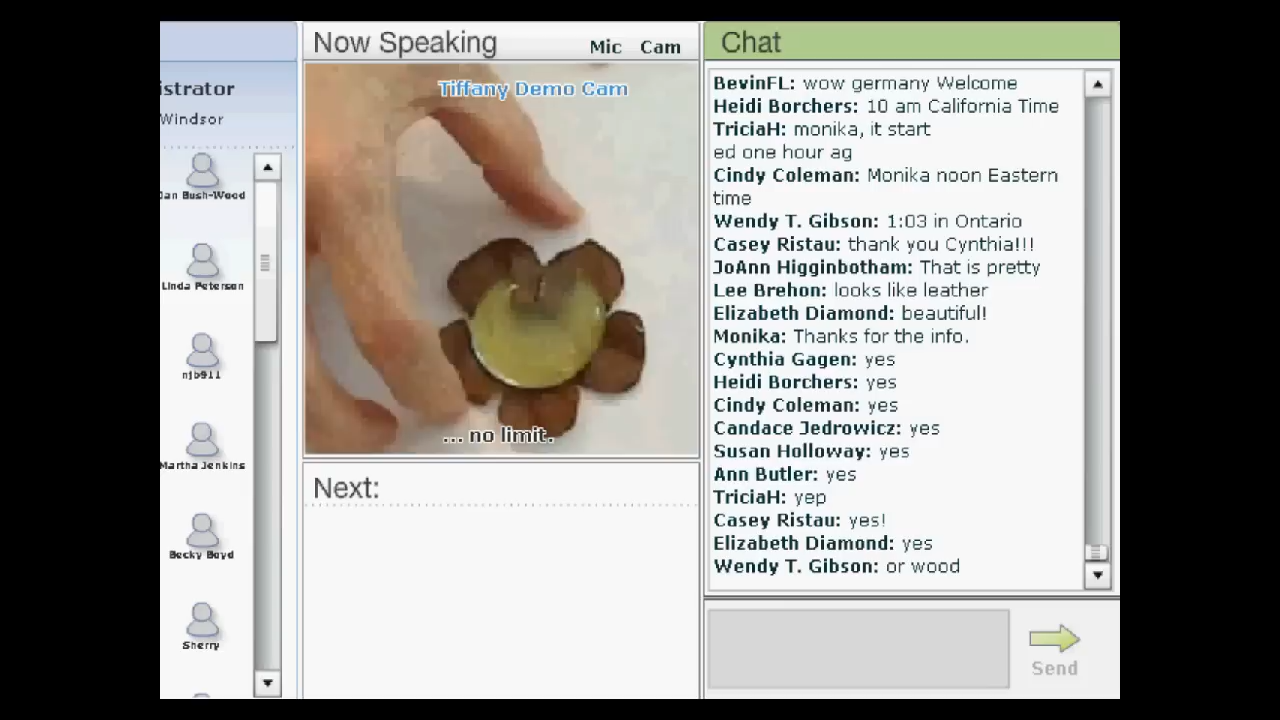 istrator
Windsor
Dan Bush-Wood
Linda Peterson
njb911
Martha Jenkins
Becky Boyd
Sherry
Now Speaking Mic Cam
Tiffany Demo Cam
... no limit.
Next:
Chat
BevinFL: wow germany Welcome
Heidi Borchers: 10 am California Time
TriciaH: monika, it start
ed one hour ag
Cindy Coleman: Monika noon Eastern
time
Wendy T. Gibson: 1:03 in Ontario
Casey Ristau: thank you Cynthia!!!
JoAnn Higginbotham: That is pretty
Lee Brehon: looks like leather
Elizabeth Diamond: beautiful!
Monika: Thanks for the info.
Cynthia Gagen: yes
Heidi Borchers: yes
Cindy Coleman: yes
Candace Jedrowicz: yes
Susan Holloway: yes
Ann Butler: yes
TriciaH: yep
Casey Ristau: yes!
Elizabeth Diamond: yes
Wendy T. Gibson: or wood
Send